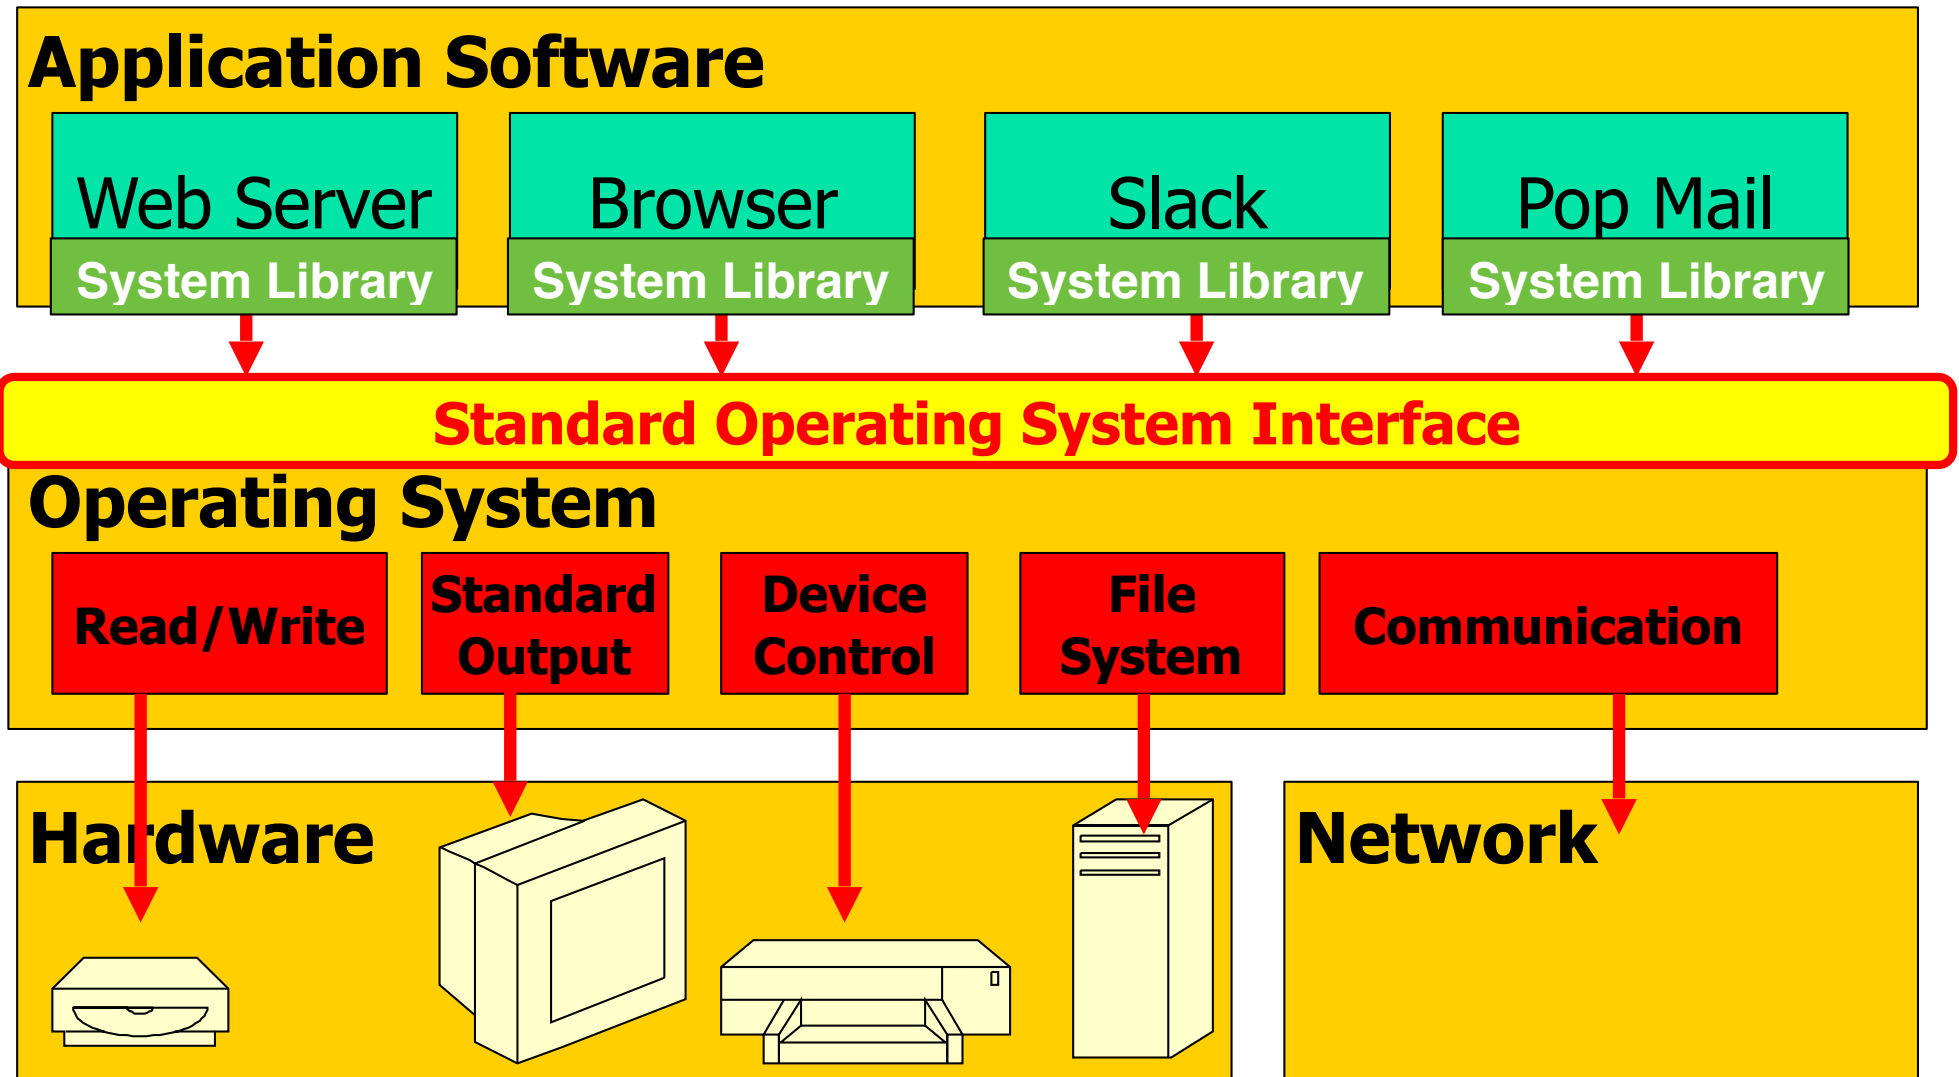 Application Software
Web Server
Browser
Slack
Pop Mail
System Library
System Library
System Library
System Library
Standard Operating System Interface
Operating System
Read/Write
Standard
Output
Device
Control
File
System
Communication
Hardware
Network